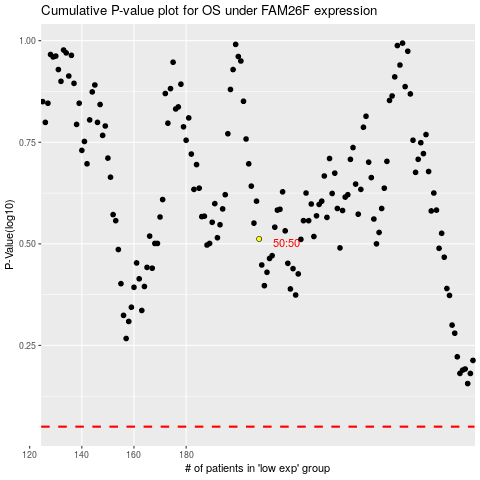 Cumulative P-value plot for OS under FAM26F expression
1.00
0.75
0.50
0.25
P-Value(log10)
50:50
120 140 160 180
# of patients in 'low exp' group